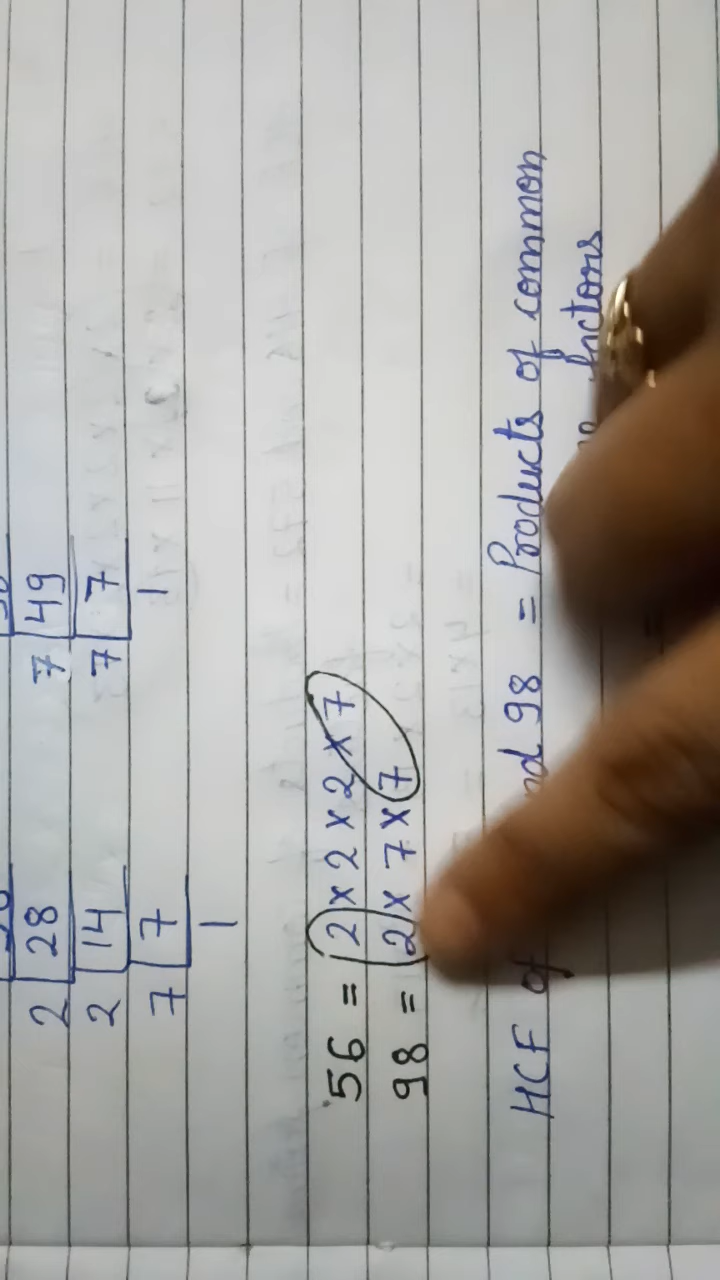 2 28 7 49
2 14 7 7
7 7 1
1
56 = 2 x 2 x 2 x 7
98 = 2 x 7 x 7
HCF of 98 = Products of common
factors